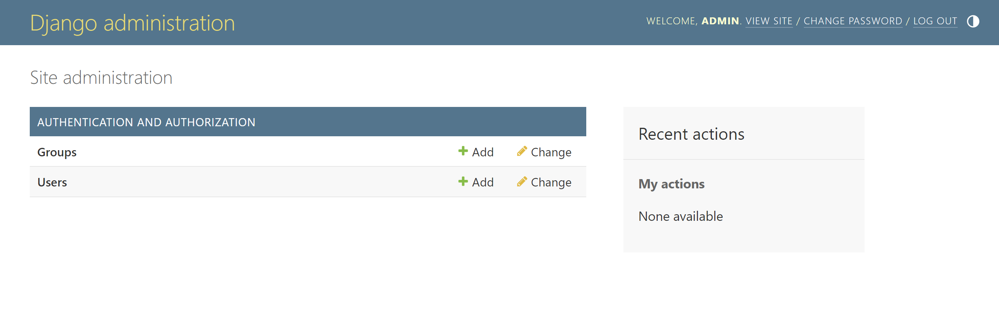 Django administration
WELCOME, ADMIN. VIEW SITE / CHANGE PASSWORD / LOG OUT
Site administration
AUTHENTICATION AND AUTHORIZATION
Groups Add Change
Users Add Change
Recent actions
My actions
None available